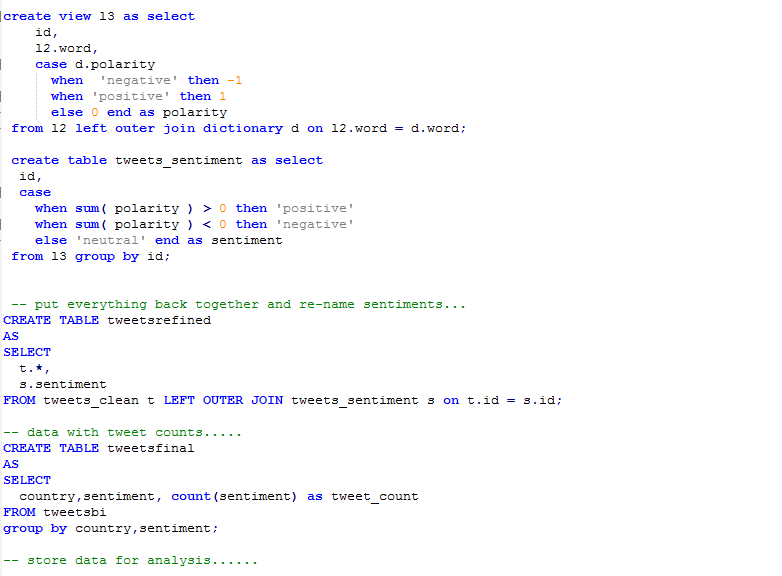 create view l3 as select
    id,
    l2.word,
    case d.polarity
      when  'negative' then -1
      when 'positive' then 1
      else 0 end as polarity
 from l2 left outer join dictionary d on l2.word = d.word;

 create table tweets_sentiment as select
  id,
  case
    when sum( polarity ) > 0 then 'positive'
    when sum( polarity ) < 0 then 'negative'
    else 'neutral' end as sentiment
 from l3 group by id;

 -- put everything back together and re-name sentiments...
CREATE TABLE tweetsrefined
AS
SELECT
  t.*,
  s.sentiment
FROM tweets_clean t LEFT OUTER JOIN tweets_sentiment s on t.id = s.id;

-- data with tweet counts.....
CREATE TABLE tweetsfinal
AS
SELECT
  country,sentiment, count(sentiment) as tweet_count
FROM tweetsbi
group by country,sentiment;

-- store data for analysis......